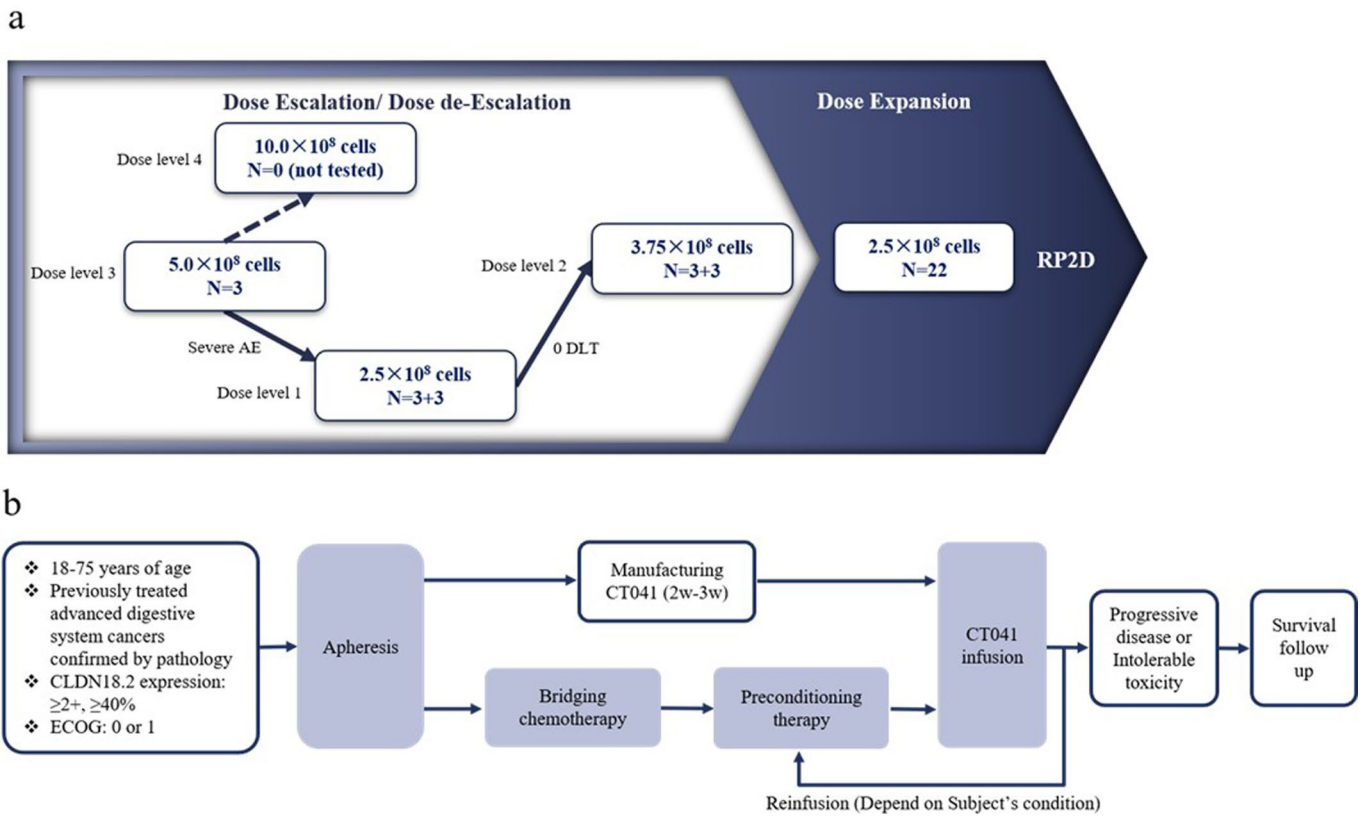 a
Dose Escalation/ Dose de-Escalation
Dose Expansion
Dose level 4
10.0×10⁸ cells
N=0 (not tested)
Dose level 3
5.0×10⁸ cells
N=3
Dose level 2
3.75×10⁸ cells
N=3+3
2.5×10⁸ cells
N=22
RP2D
Severe AE
0 DLT
Dose level 1
2.5×10⁸ cells
N=3+3
b
❖ 18-75 years of age
❖ Previously treated
advanced digestive
system cancers
confirmed by pathology
❖ CLDN18.2 expression:
≥2+, ≥40%
❖ ECOG: 0 or 1
Apheresis
Manufacturing
CT041 (2w-3w)
Bridging
chemotherapy
Preconditioning
therapy
CT041
infusion
Progressive
disease or
Intolerable
toxicity
Survival
follow
up
Reinfusion (Depend on Subject's condition)